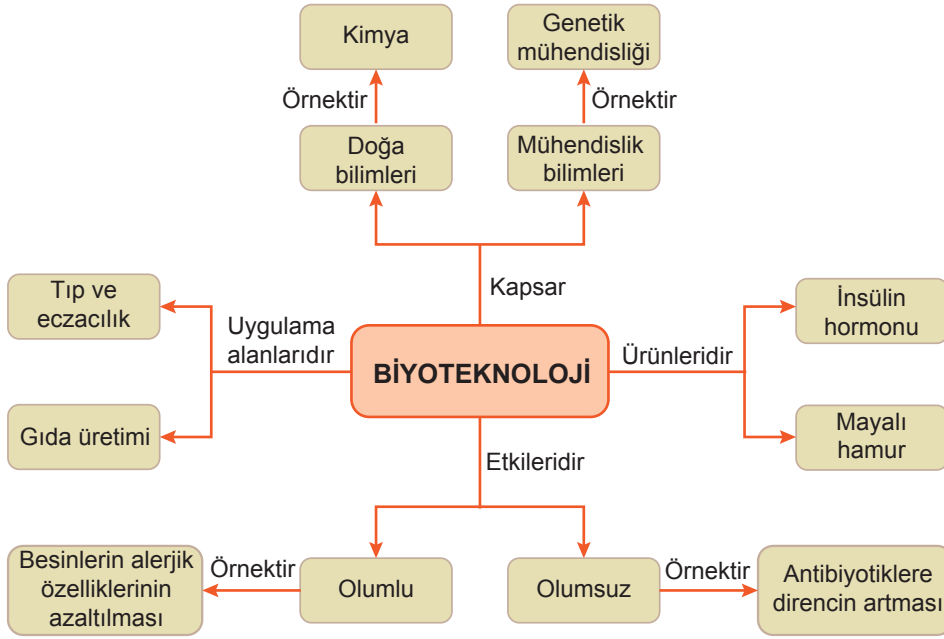 Kimya
Genetik
mühendisliği
Örnektir
Örnektir
Doğa
bilimleri
Mühendislik
bilimleri
Kapsar
Tıp ve
eczacılık
Uygulama
alanlarıdır
Gıda üretimi
BİYOTEKNOLOJİ
Ürünleridir
İnsülin
hormonu
Mayalı
hamur
Etkileridir
Besinlerin alerjik
özelliklerinin
azaltılması
Örnektir
Olumlu
Olumsuz
Örnektir
Antibiyotiklere
direncin artması